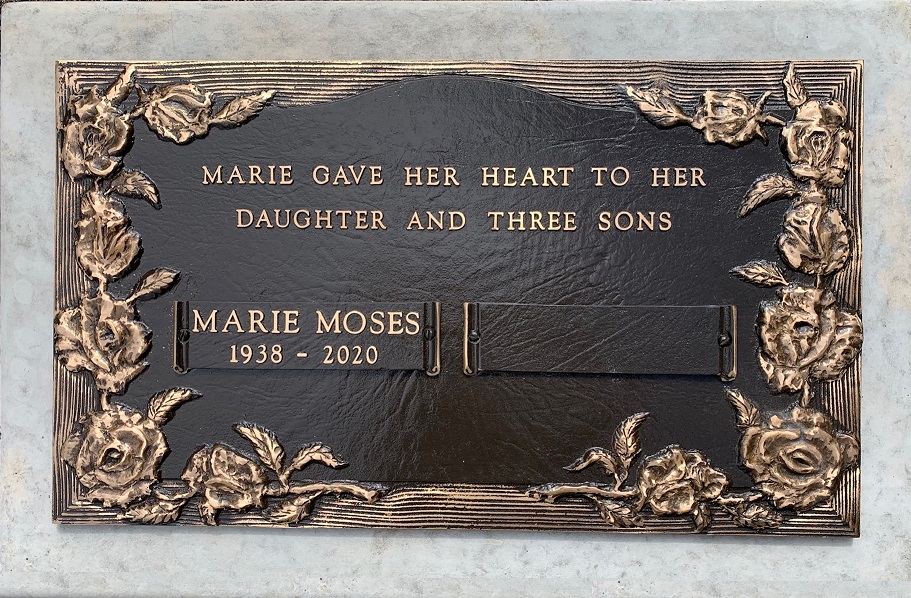 MARIE GAVE HER HEART TO HER
DAUGHTER AND THREE SONS
MARIE MOSES
1938 - 2020